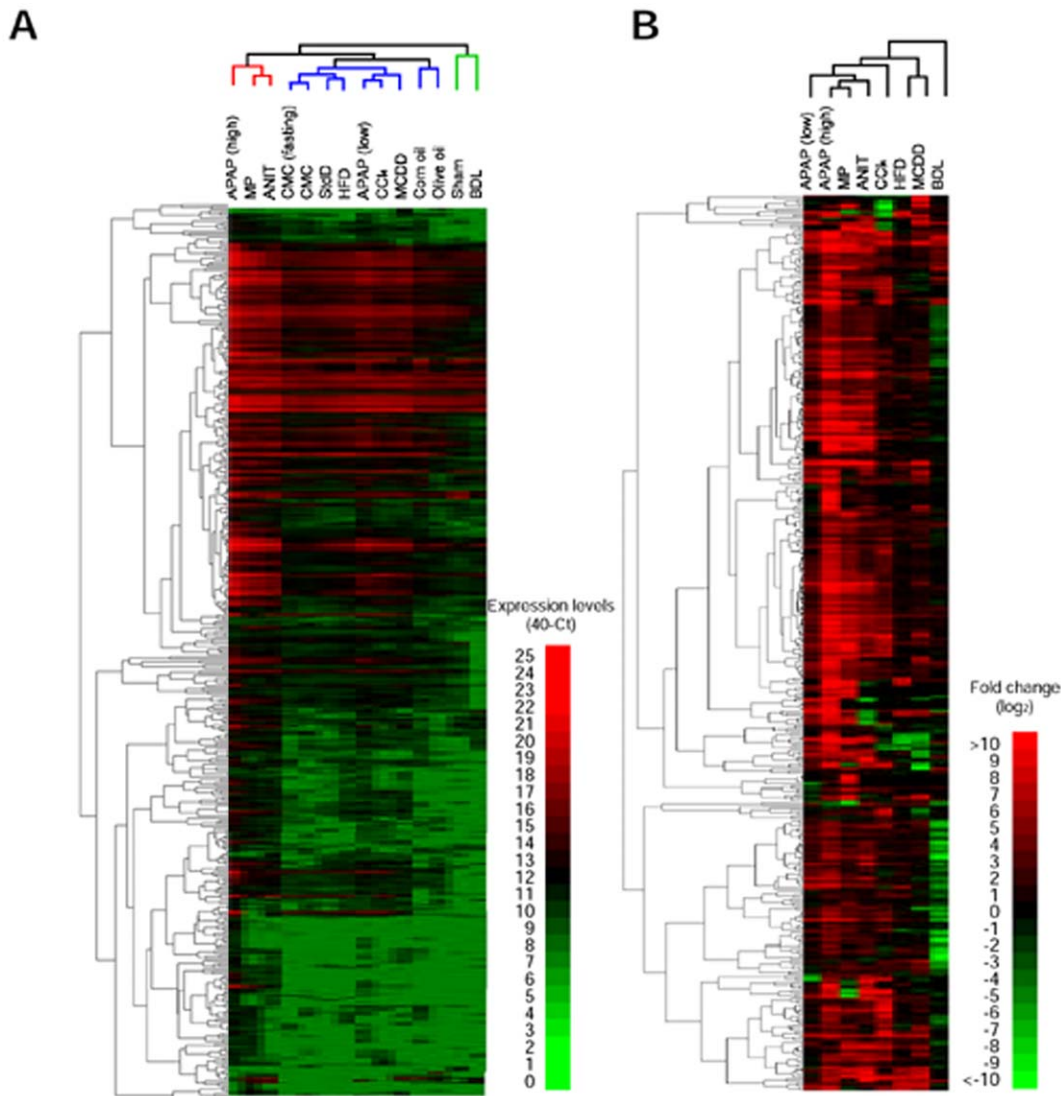 A
B
APAP (high)
MP
ANIT
CMC (fasting)
CMC
StdD
HFD
APAP (low)
CCl₄
MCDD
Corn oil
Olive oil
Sham
BDL
APAP (low)
APAP (high)
MP
ANIT
CCl₄
HFD
MCDD
BDL
Expression levels
(40-Ct)
25
24
23
22
21
20
19
18
17
16
15
14
13
12
11
10
9
8
7
6
5
4
3
2
1
0
Fold change
(log₂)
>10
9
8
7
6
5
4
3
2
1
0
-1
-2
-3
-4
-5
-6
-7
-8
-9
<-10